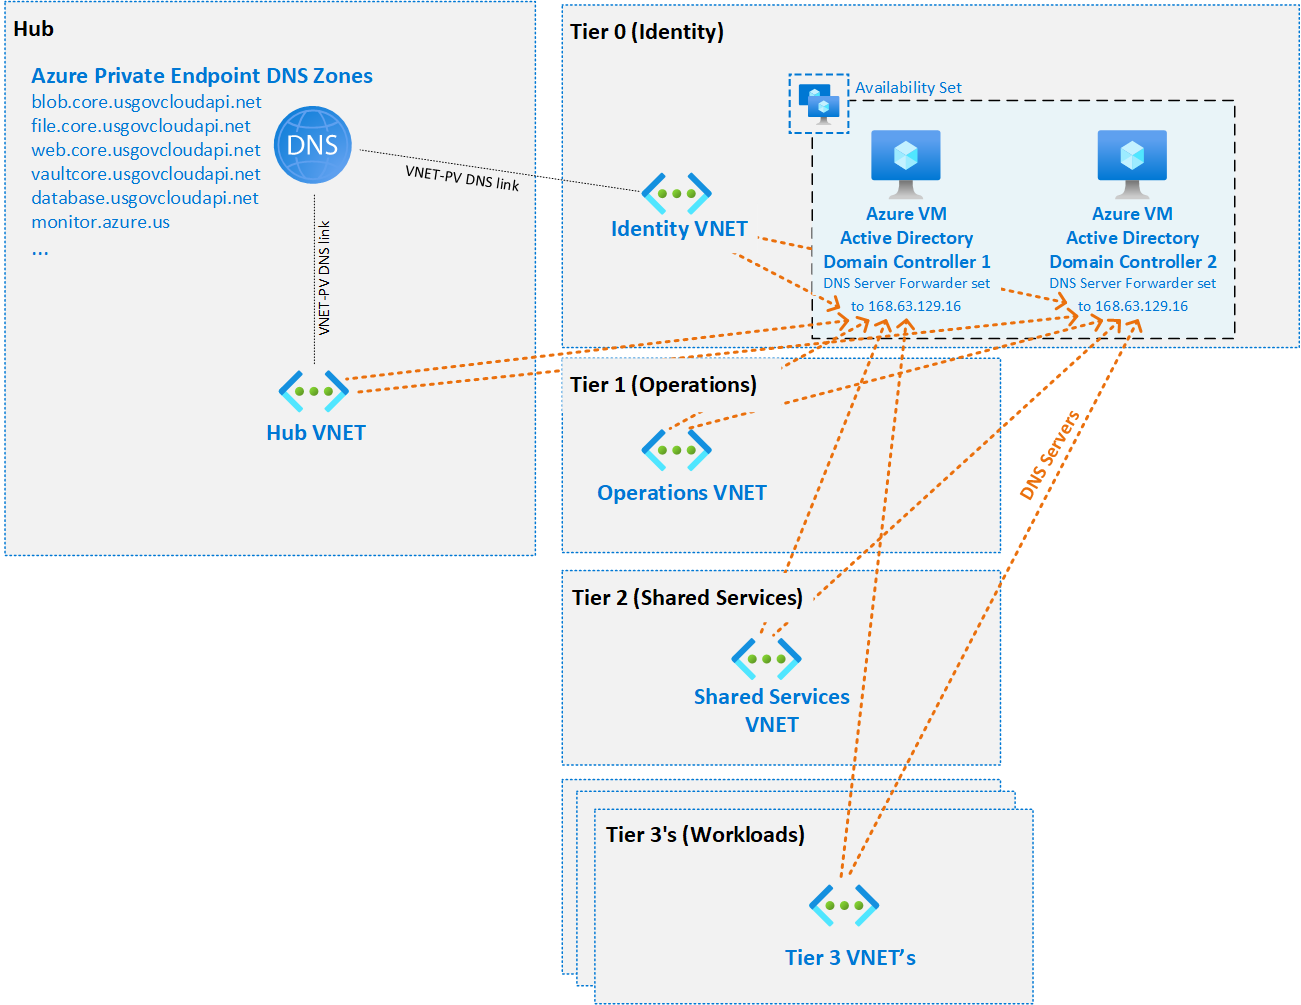 Hub
Azure Private Endpoint DNS Zones
blob.core.usgovcloudapi.net
file.core.usgovcloudapi.net
web.core.usgovcloudapi.net
vaultcore.usgovcloudapi.net
database.usgovcloudapi.net
monitor.azure.us
...
DNS
VNET-PV DNS link
VNET-PV DNS link
Hub VNET
Tier 0 (Identity)
Availability Set
Identity VNET
Azure VM
Active Directory
Domain Controller 1
DNS Server Forwarder set
to 168.63.129.16
Azure VM
Active Directory
Domain Controller 2
DNS Server Forwarder set
to 168.63.129.16
Tier 1 (Operations)
Operations VNET
DNS Servers
Tier 2 (Shared Services)
Shared Services
VNET
Tier 3's (Workloads)
Tier 3 VNET’s